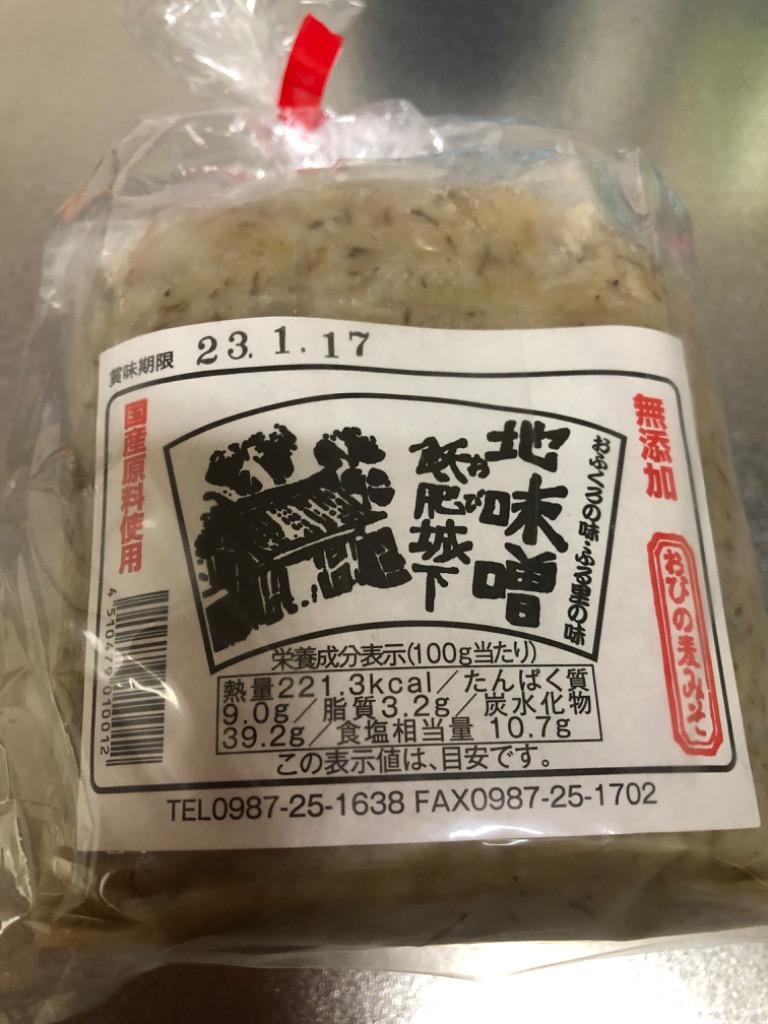 賞味期限 23.1.17
無添加
国産原料使用
おふくろの味・ふる里の味
地味噌
おび
飫肥城下
おびの麦みそ
4510479010012
栄養成分表示(100g当たり)
熱量221.3kcal/たんぱく質
9.0g/脂質3.2g/炭水化物
39.2g/食塩相当量 10.7g
この表示値は、目安です。
TEL0987-25-1638 FAX0987-25-1702